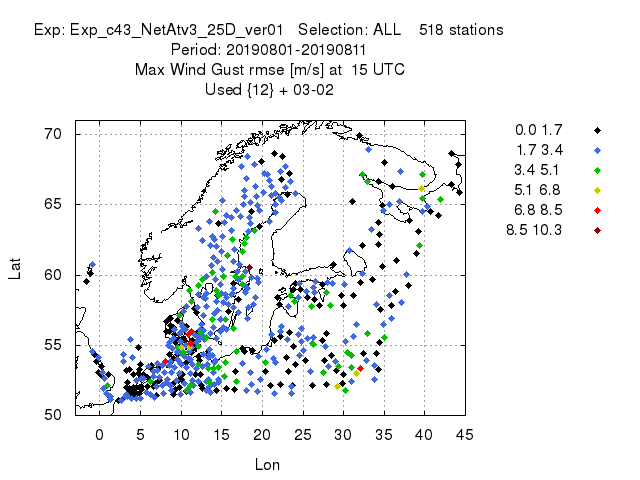 Exp: Exp_c43_NetAtv3_25D_ver01 Selection: ALL 518 stations
Period: 20190801-20190811
Max Wind Gust rmse [m/s] at 15 UTC
Used {12} + 03-02
70
65
60
55
50
Lat
0 5 10 15 20 25 30 35 40 45
Lon
0.0 1.7
1.7 3.4
3.4 5.1
5.1 6.8
6.8 8.5
8.5 10.3